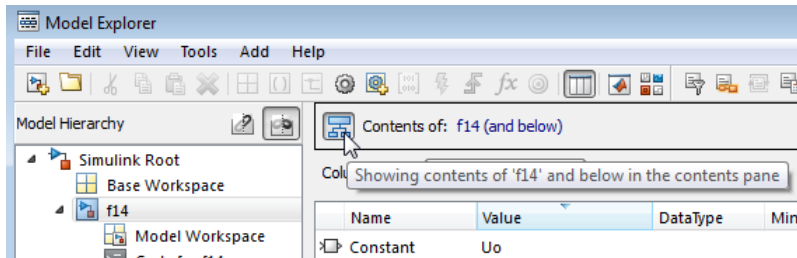 Model Explorer
File Edit View Tools Add Help
fx
Model Hierarchy
Contents of: f14 (and below)
Simulink Root
Showing contents of 'f14' and below in the contents pane
Base Workspace
f14
Name Value DataType
Model Workspace
Constant Uo